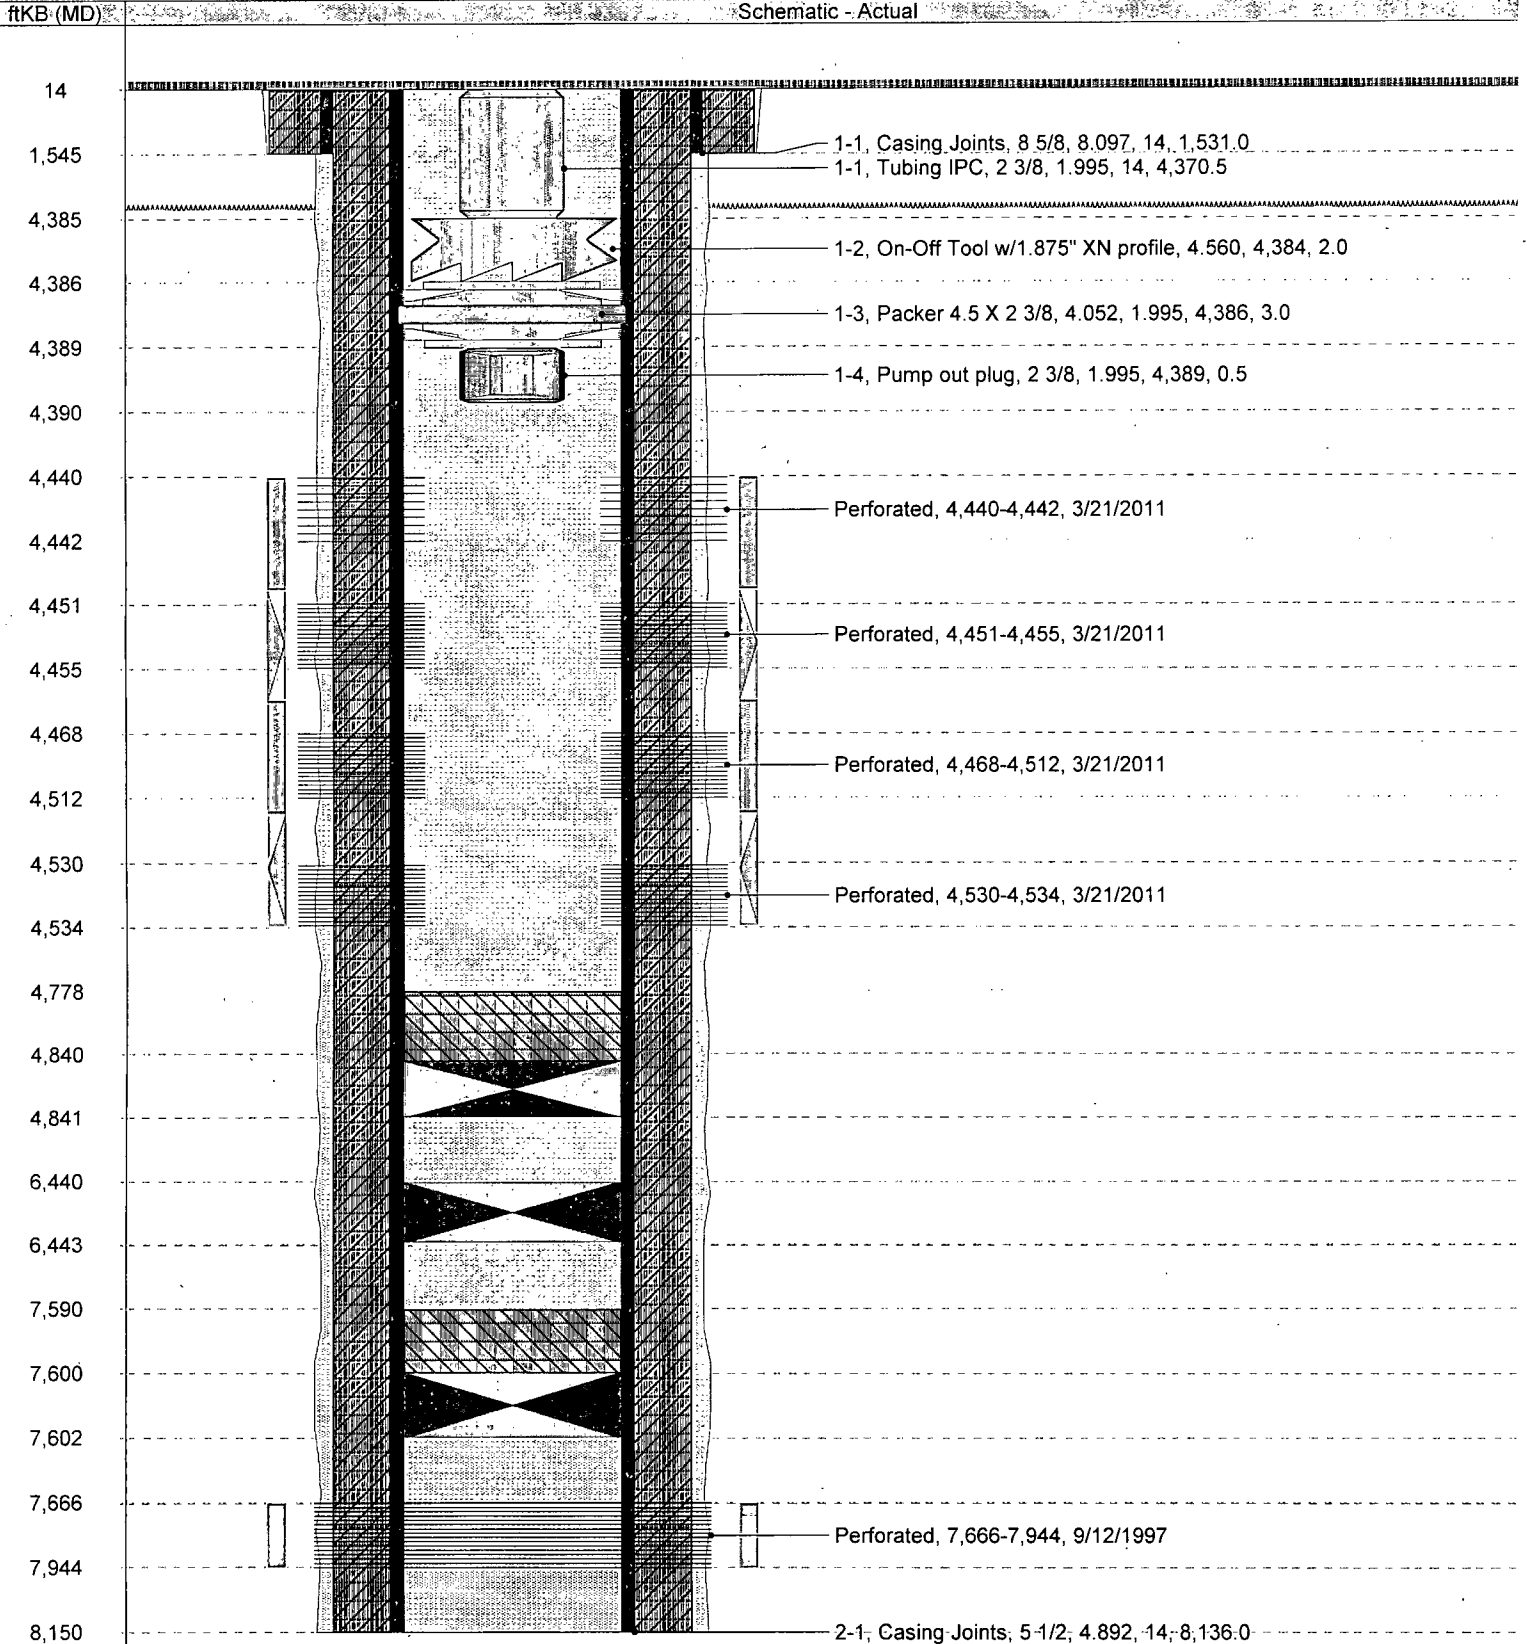 ftKB (MD)
Schematic - Actual
14
1-1, Casing Joints, 8 5/8, 8.097, 14, 1,531.0
1,545
1-1, Tubing IPC, 2 3/8, 1.995, 14, 4,370.5
4,385
1-2, On-Off Tool w/1.875" XN profile, 4.560, 4,384, 2.0
4,386
1-3, Packer 4.5 X 2 3/8, 4.052, 1.995, 4,386, 3.0
4,389
1-4, Pump out plug, 2 3/8, 1.995, 4,389, 0.5
4,390
4,440
Perforated, 4,440-4,442, 3/21/2011
4,442
4,451
Perforated, 4,451-4,455, 3/21/2011
4,455
4,468
Perforated, 4,468-4,512, 3/21/2011
4,512
4,530
Perforated, 4,530-4,534, 3/21/2011
4,534
4,778
4,840
4,841
6,440
6,443
7,590
7,600
7,602
7,666
Perforated, 7,666-7,944, 9/12/1997
7,944
8,150
2-1, Casing Joints, 5 1/2, 4.892, 14, 8,136.0